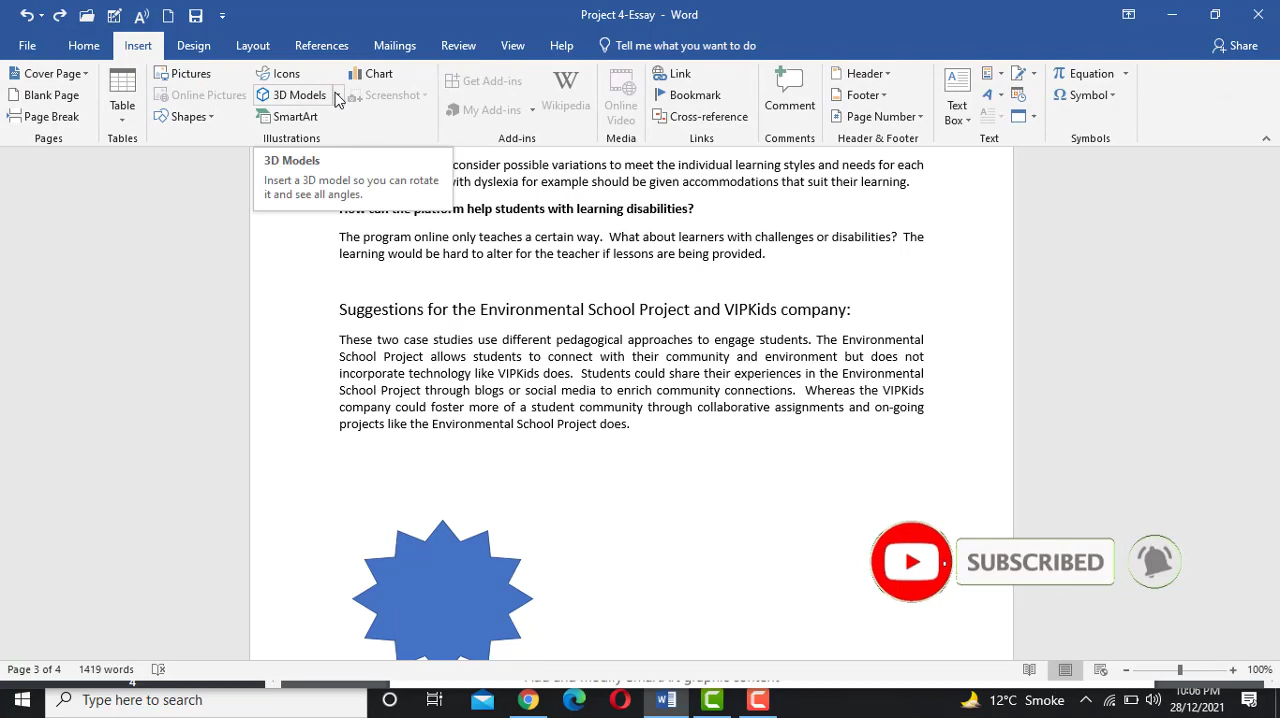 Project 4-Essay - Word
File Home Insert Design Layout References Mailings Review View Help Tell me what you want to do Share
Cover Page Pictures Icons Chart Get Add-ins Link Header Equation
Blank Page Table Online Pictures 3D Models Screenshot Wikipedia Online Video Bookmark Comment Footer Text Box Symbol
Page Break Shapes SmartArt My Add-ins Cross-reference Page Number
Pages Tables Illustrations Add-ins Media Links Comments Header & Footer Text Symbols
3D Models
Insert a 3D model so you can rotate
it and see all angles.
consider possible variations to meet the individual learning styles and needs for each
with dyslexia for example should be given accommodations that suit their learning.
How can the platform help students with learning disabilities?
The program online only teaches a certain way. What about learners with challenges or disabilities? The
learning would be hard to alter for the teacher if lessons are being provided.
Suggestions for the Environmental School Project and VIPKids company:
These two case studies use different pedagogical approaches to engage students. The Environmental
School Project allows students to connect with their community and environment but does not
incorporate technology like VIPKids does. Students could share their experiences in the Environmental
School Project through blogs or social media to enrich community connections. Whereas the VIPKids
company could foster more of a student community through collaborative assignments and on-going
projects like the Environmental School Project does.
SUBSCRIBED
Page 3 of 4 1419 words 100%
Type here to search 12°C Smoke 10:06 PM
28/12/2021